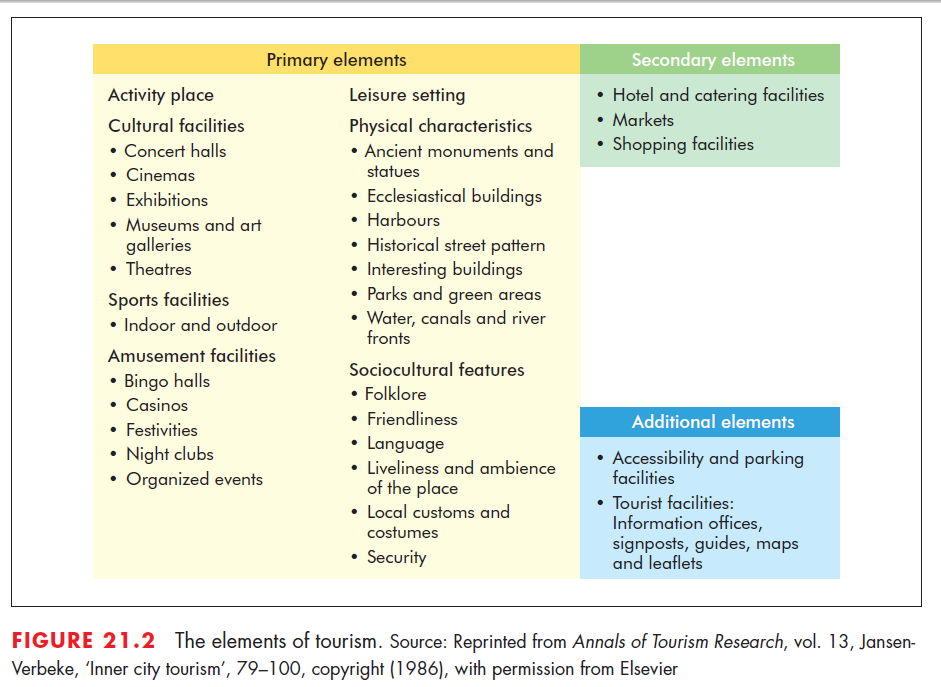 Primary elements
Activity place
Cultural facilities
• Concert halls
• Cinemas
• Exhibitions
• Museums and art
galleries
• Theatres
Sports facilities
• Indoor and outdoor
Amusement facilities
• Bingo halls
• Casinos
• Festivities
• Night clubs
• Organized events
Leisure setting
Physical characteristics
• Ancient monuments and
statues
• Ecclesiastical buildings
• Harbours
• Historical street pattern
• Interesting buildings
• Parks and green areas
• Water, canals and river
fronts
Sociocultural features
• Folklore
• Friendliness
• Language
• Liveliness and ambience
of the place
• Local customs and
costumes
• Security
Secondary elements
• Hotel and catering facilities
• Markets
• Shopping facilities
Additional elements
• Accessibility and parking
facilities
• Tourist facilities:
Information offices,
signposts, guides, maps
and leaflets
FIGURE 21.2 The elements of tourism. Source: Reprinted from Annals of Tourism Research, vol. 13, Jansen-
Verbeke, ‘Inner city tourism’, 79–100, copyright (1986), with permission from Elsevier